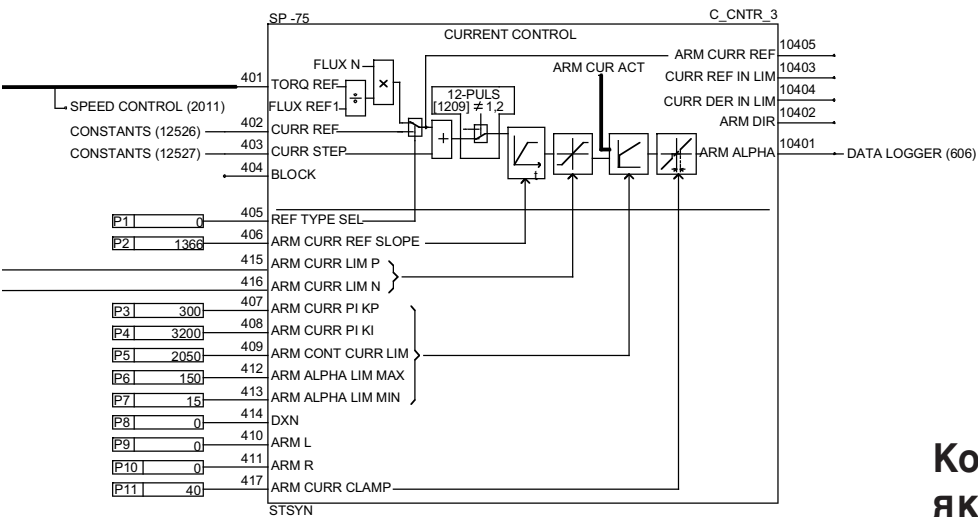 SP -75 C_CNTR_3
CURRENT CONTROL
10405
ARM CURR REF
FLUX N
ARM CUR ACT
10403
CURR REF IN LIM
401
TORQ REF
×
10404
CURR DER IN LIM
÷
12-PULS
SPEED CONTROL (2011)
FLUX REF1
[1209] ≠ 1,2
10402
ARM DIR
CONSTANTS (12526)
402
CURR REF
+
10401
ARM ALPHA
DATA LOGGER (606)
CONSTANTS (12527)
403
CURR STEP
404
BLOCK
t
P1 0
405
REF TYPE SEL
P2 1366
406
ARM CURR REF SLOPE
415
ARM CURR LIM P
416
ARM CURR LIM N
P3 300
407
ARM CURR PI KP
P4 3200
408
ARM CURR PI KI
P5 2050
409
ARM CONT CURR LIM
P6 150
412
ARM ALPHA LIM MAX
P7 15
413
ARM ALPHA LIM MIN
P8 0
414
DXN
P9 0
410
ARM L
P10 0
411
ARM R
P11 40
417
ARM CURR CLAMP
STSYN
Ко
як